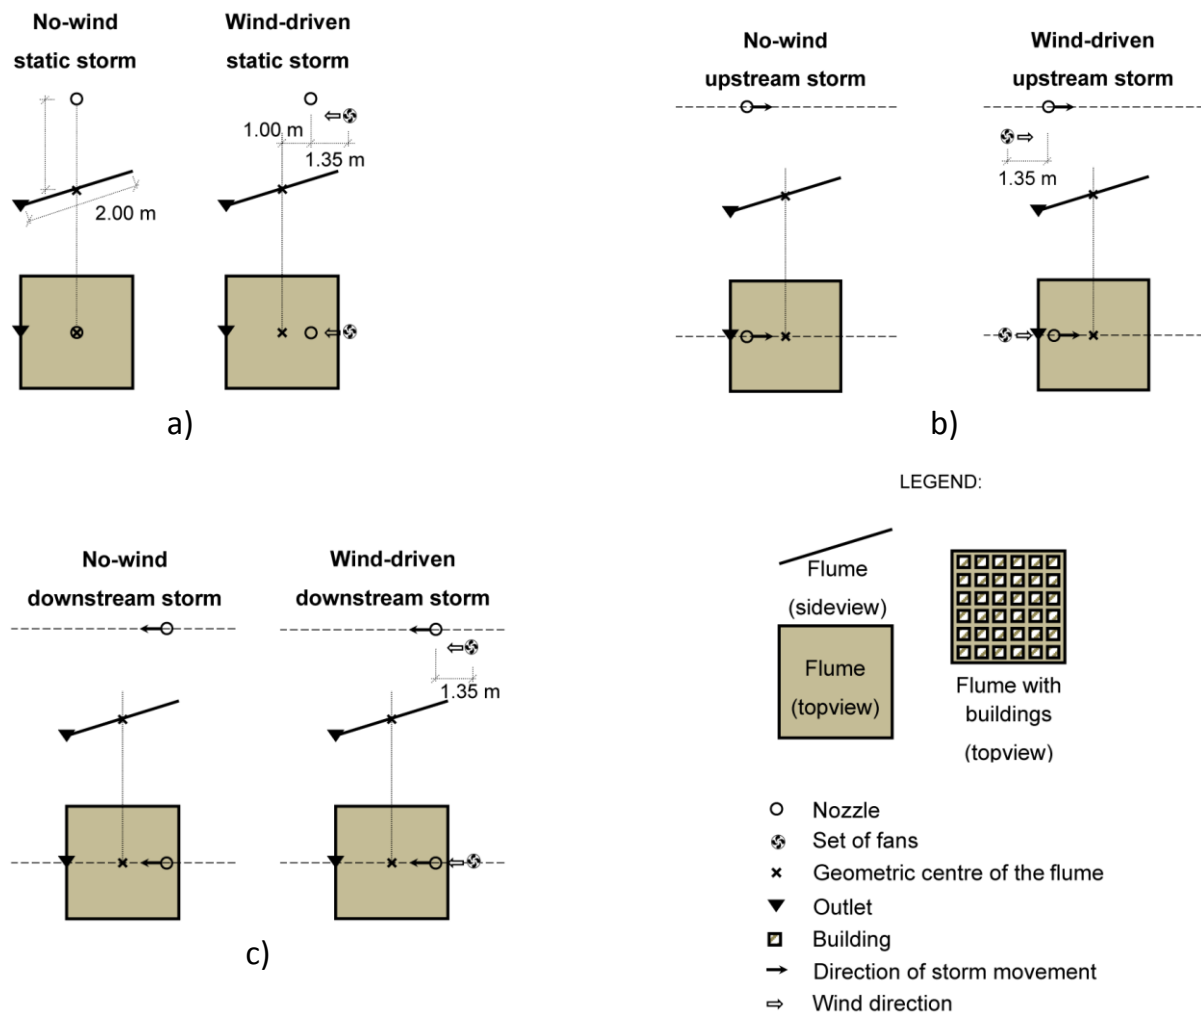 No-wind
static storm
Wind-driven
static storm
1.00 m
1.35 m
2.00 m
a)
No-wind
upstream storm
Wind-driven
upstream storm
1.35 m
b)
No-wind
downstream storm
Wind-driven
downstream storm
1.35 m
c)
LEGEND:
Flume
(sideview)
Flume
(topview)
Flume with
buildings
(topview)
Nozzle
Set of fans
Geometric centre of the flume
Outlet
Building
Direction of storm movement
Wind direction